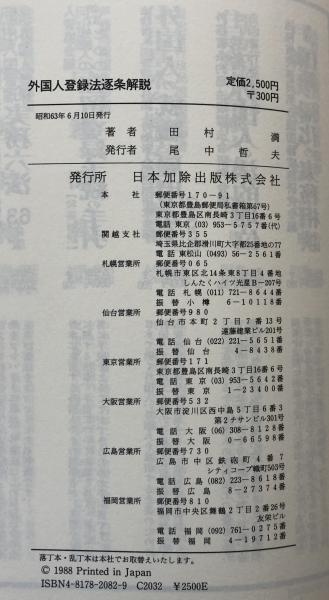 外国人登録法逐条解説
定価2,500円
〒300円
昭和63年6月10日発行
著者 田村 満
発行者 尾中哲夫
発行所 日本加除出版株式会社
本社 郵便番号170-91
(東京都豊島郵便局私書箱第67号)
東京都豊島区南長崎3丁目16番6号
電話 東京 (03) 953-5757番(代)
関越支社 郵便番号355
埼玉県比企郡滑川町大字都25番地の77
電話 東松山 (0493) 56-2561番
札幌営業所 郵便番号065
札幌市東区北14条東8丁目4番地
しんたくハイツ光星B-207号
電話 札幌 (011) 721-8644番
振替 小樽 6-10118番
仙台営業所 郵便番号980
仙台市本町2丁目7番13号
遠藤建業ビル201号
電話 仙台 (022) 221-5651番
振替 仙台 4-8438番
東京営業所 郵便番号171
東京都豊島区南長崎3丁目16番6号
電話 東京 (03) 953-5642番
振替 東京 1-23400番
大阪営業所 郵便番号532
大阪市淀川区西中島5丁目6番3
第2チサンビル301号
電話 大阪 (06) 308-8128番
振替 大阪 0-66598番
広島営業所 郵便番号730
広島市中区鉄砲町4番7
シティコープ幟町503号
電話 広島 (082) 223-8618番
振替 広島 8-27374番
福岡営業所 郵便番号810
福岡市中央区舞鶴2丁目2番26号
友栄ビル
電話 福岡 (092) 761-0275番
振替 福岡 4-19712番
落丁本・乱丁本は本社でお取替えいたします。
© 1988 Printed in Japan
ISBN4-8178-2082-9 C2032 ¥2500E